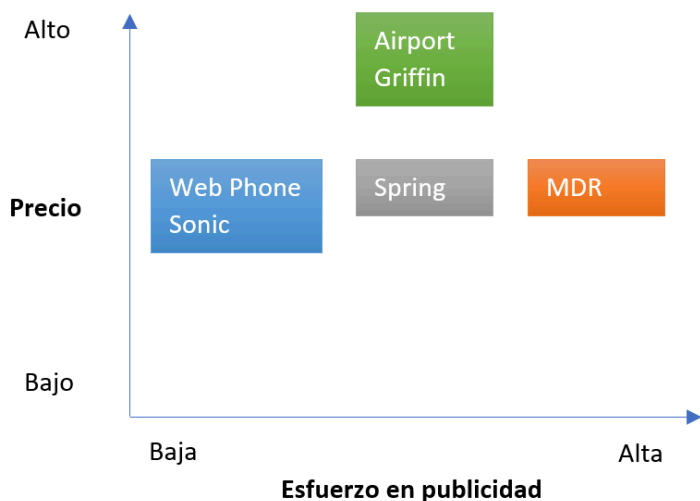 Alto
Airport
Griffin
Precio
Web Phone
Sonic
Spring
MDR
Bajo
Baja
Alta
Esfuerzo en publicidad